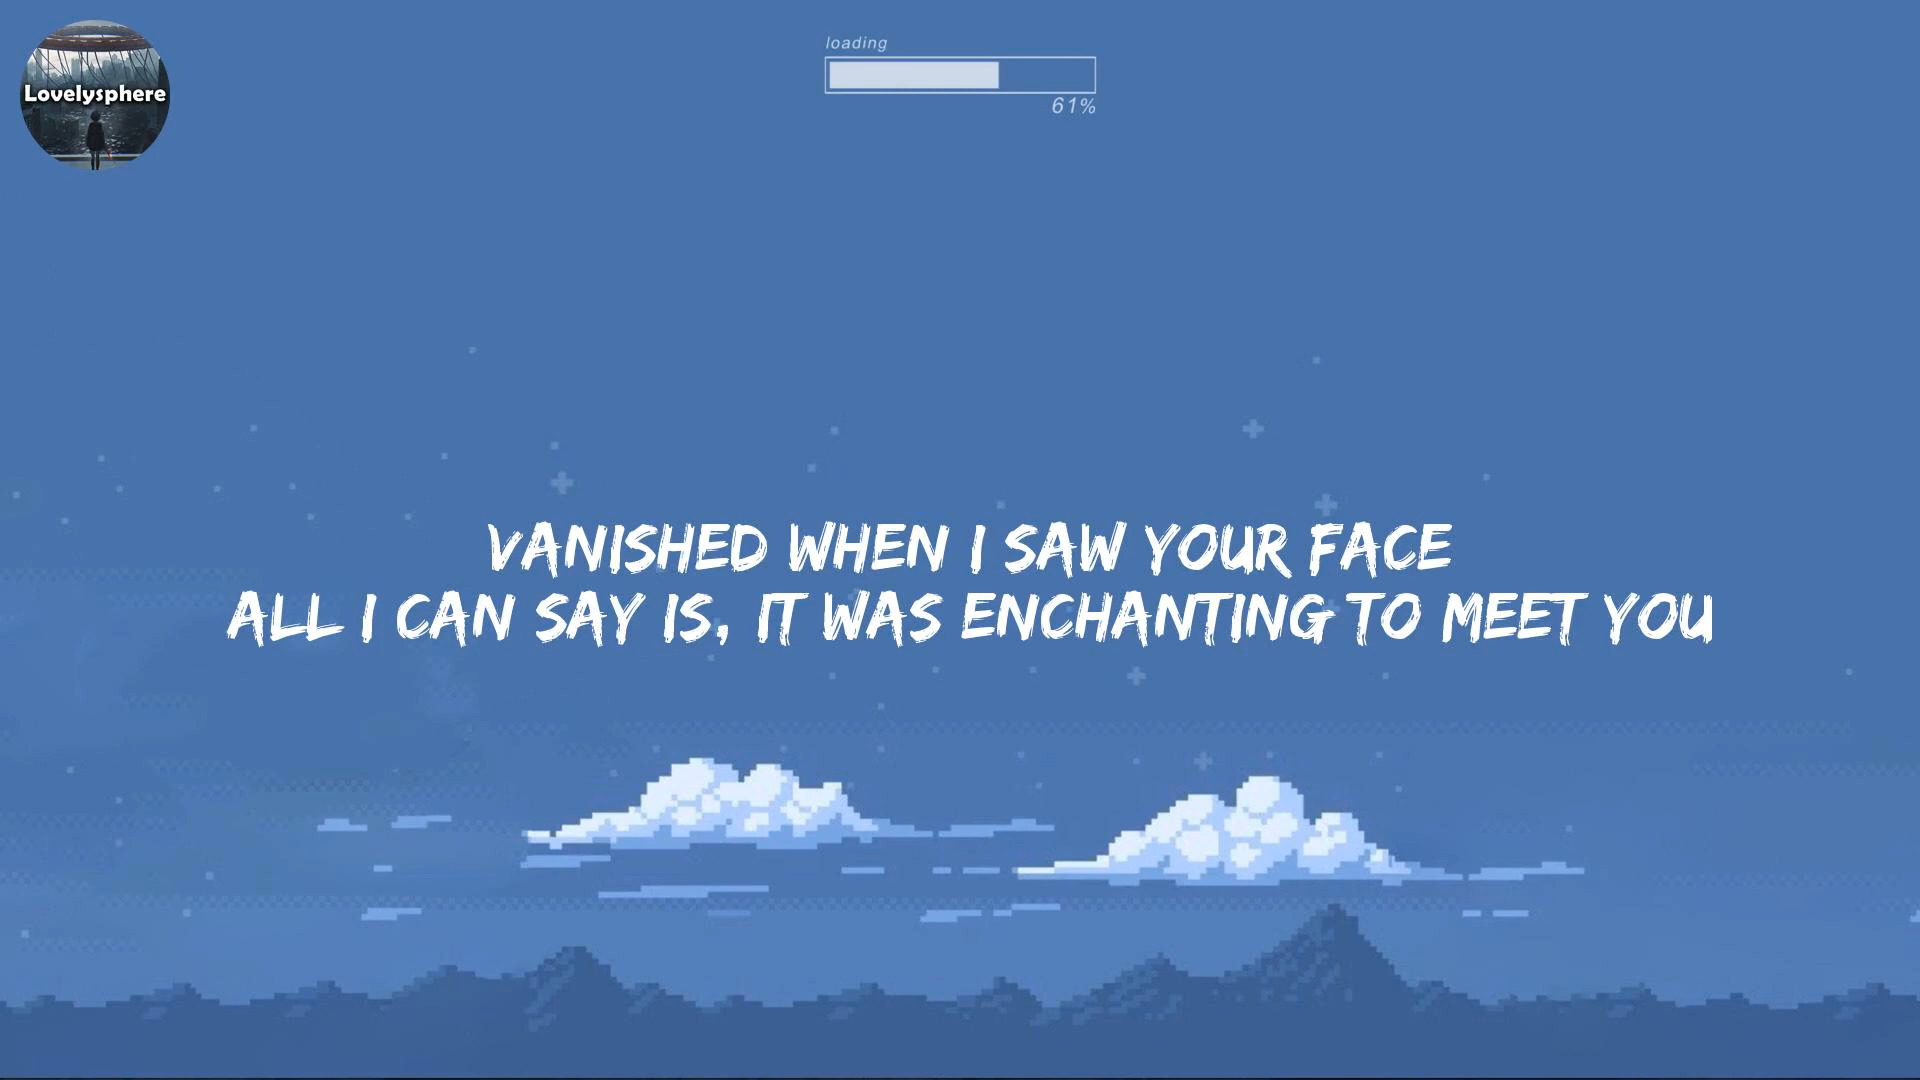 Lovelysphere
loading
61%
VANISHED WHEN I SAW YOUR FACE
ALL I CAN SAY IS, IT WAS ENCHANTING TO MEET YOU